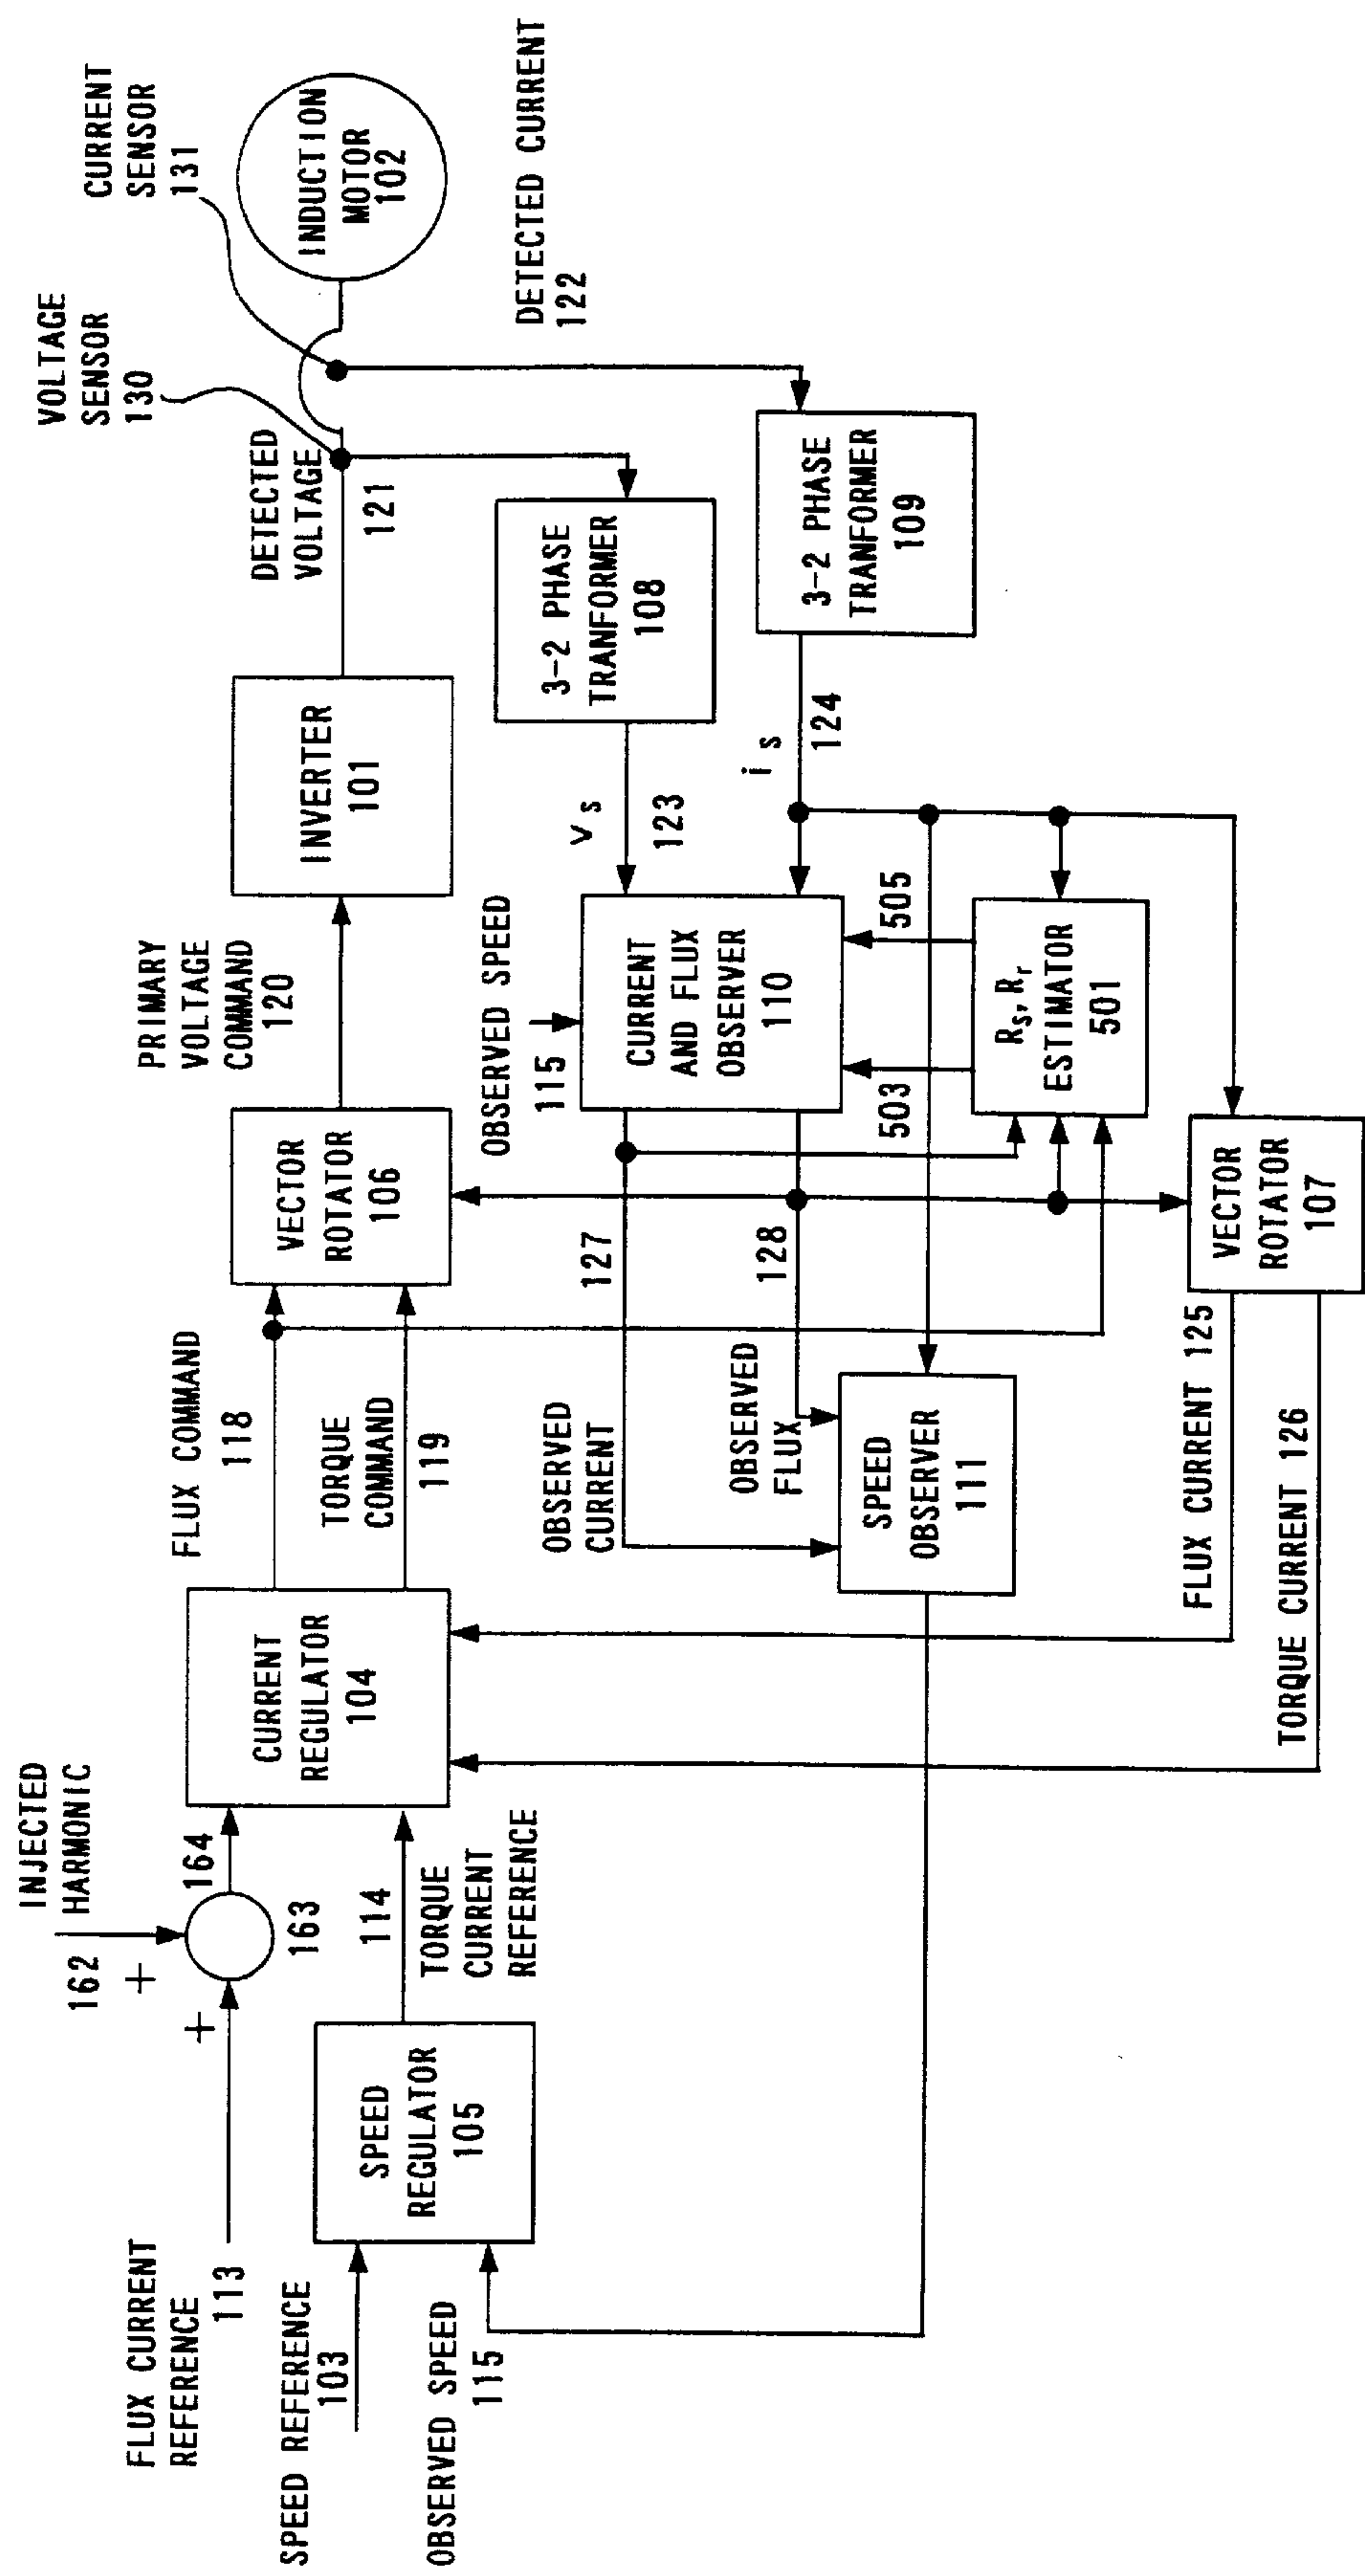 INJECTED
HARMONIC
162
+
+
163
164
FLUX CURRENT
REFERENCE
113
SPEED REFERENCE
103
OBSERVED SPEED
115
SPEED
REGULATOR
105
114
TORQUE
CURRENT
REFERENCE
CURRENT
REGULATOR
104
FLUX COMMAND
118
TORQUE
COMMAND
119
VECTOR
ROTATOR
106
PRIMARY
VOLTAGE
COMMAND
120
INVERTER
101
DETECTED
VOLTAGE
121
VOLTAGE
SENSOR
130
CURRENT
SENSOR
131
INDUCTION
MOTOR
102
DETECTED CURRENT
122
3-2 PHASE
TRANFORMER
108
3-2 PHASE
TRANFORMER
109
Vs
123
is
124
OBSERVED SPEED
115
CURRENT
AND FLUX
OBSERVER
110
505
503
Rs, Rr
ESTIMATOR
501
127
128
OBSERVED
CURRENT
OBSERVED
FLUX
SPEED
OBSERVER
111
VECTOR
ROTATOR
107
FLUX CURRENT 125
TORQUE CURRENT 126